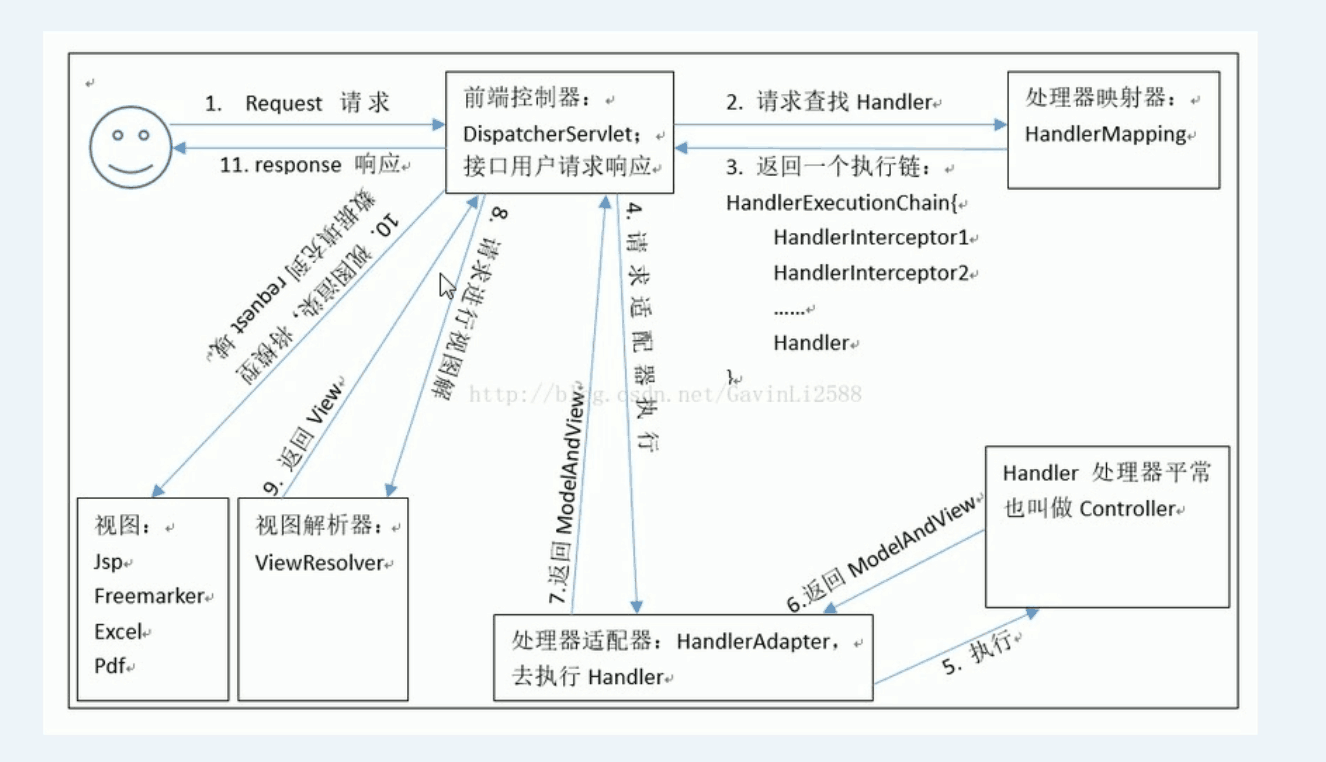 1. Request 请求
11. response 响应
前端控制器：
DispatcherServlet；
接口用户请求响应
2. 请求查找 Handler
处理器映射器：
HandlerMapping
3. 返回一个执行链：
HandlerExecutionChain{
HandlerInterceptor1
HandlerInterceptor2
……
Handler
}
10. 视图渲染，将模型
数据填充到 request 域。
9. 返回 View
8. 请求进行视图解
7.返回 ModelAndView
4. 请求适配器执行
http://blog.csdn.net/GavinLi2588
Handler 处理器平常
也叫做 Controller
6.返回 ModelAndView
5. 执行
视图：
Jsp
Freemarker
Excel
Pdf
视图解析器：
ViewResolver
处理器适配器：HandlerAdapter，
去执行 Handler